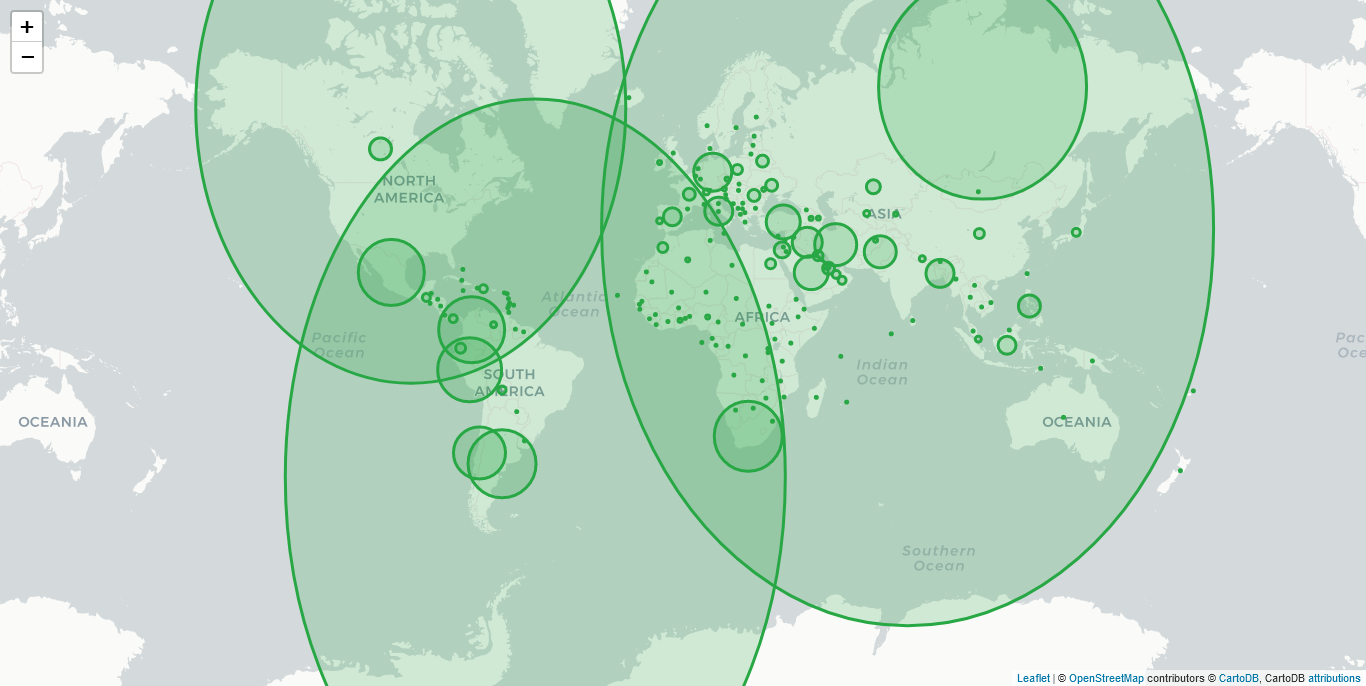 +
−
NORTH
AMERICA
Atlantic
Ocean
Pacific
Ocean
SOUTH
AMERICA
AFRICA
ASIA
Indian
Ocean
OCEANIA
OCEANIA
Southern
Ocean
Pac
Oce
Leaflet | © OpenStreetMap contributors © CartoDB, CartoDB attributions